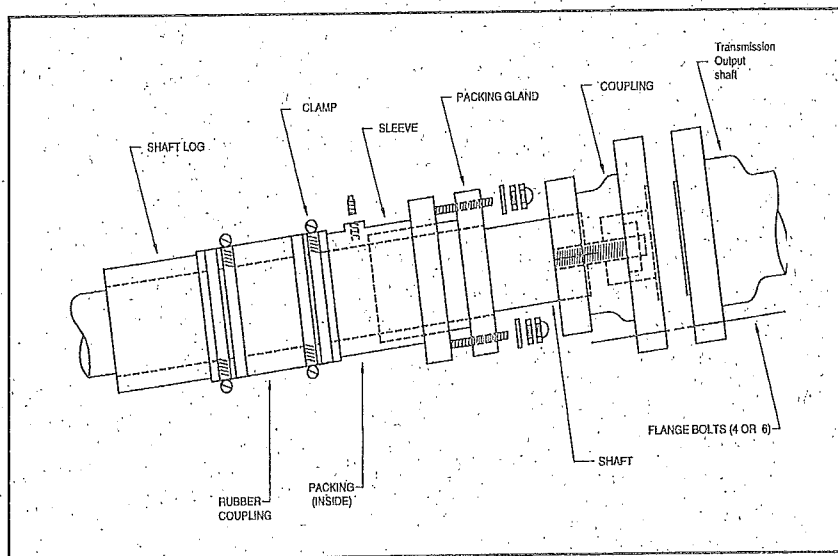 Transmission
Output
shaft
COUPLING
PACKING GLAND
CLAMP
SLEEVE
SHAFT LOG
FLANGE BOLTS (4 OR 6)
SHAFT
PACKING
(INSIDE)
RUBBER
COUPLING